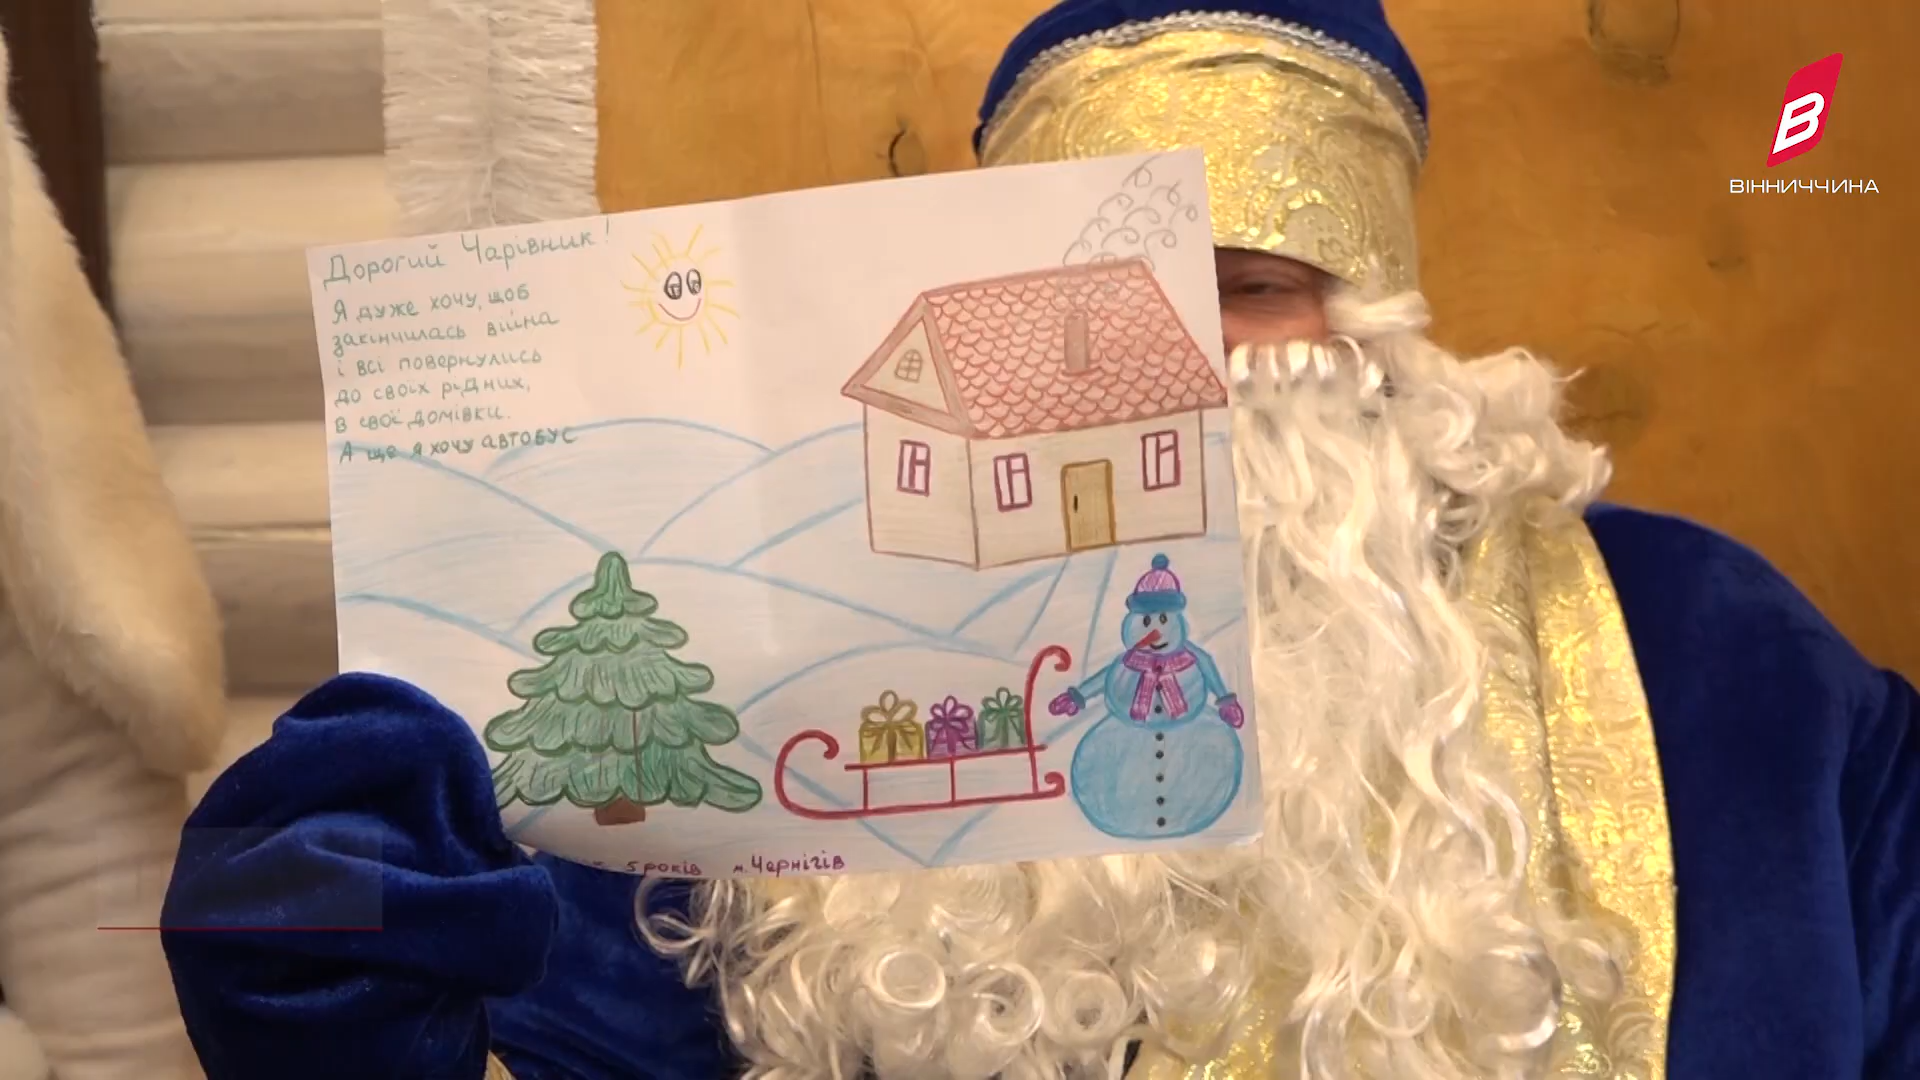 Дорогий Чарівник!
Я дуже хочу, щоб
закінчилась війна
і всі повернулись
до своїх рідних,
в свої домівки.
А ще я хочу автобус
5 років м. Чернігів
В
ВІННИЧЧИНА